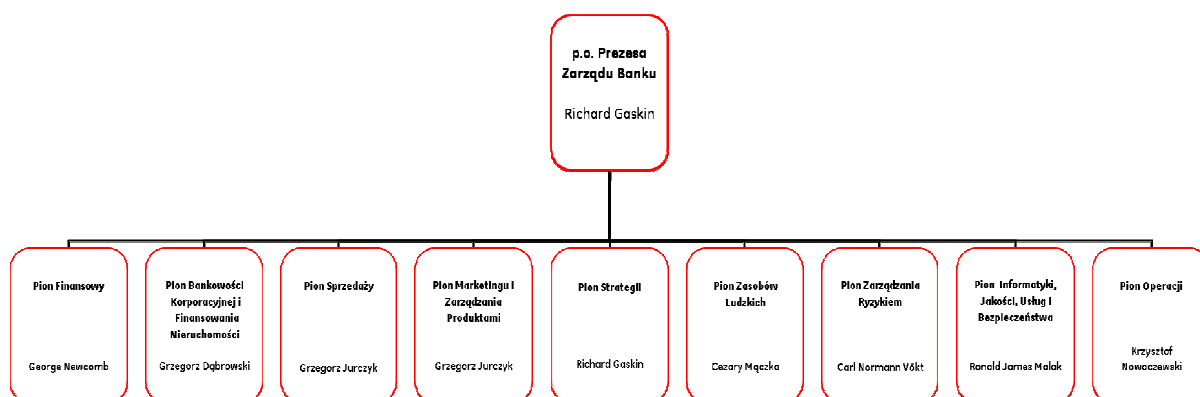 p.o. Prezesa
Zarządu Banku
Richard Gaskin
Pion Finansowy
George Newcomb
Pion Bankowości
Korporacyjnej i
Finansowania
Nieruchomości
Grzegorz Dąbrowski
Pion Sprzedaży
Grzegorz Jurczyk
Pion Marketingu i
Zarządzania
Produktami
Grzegorz Jurczyk
Pion Strategii
Richard Gaskin
Pion Zasobów
Ludzkich
Cezary Mączka
Pion Zarządzania
Ryzykiem
Carl Normann Vökt
Pion Informatyki,
Jakości, Usług i
Bezpieczeństwa
Ronald James Malak
Pion Operacji
Krzysztof
Nowaczewski